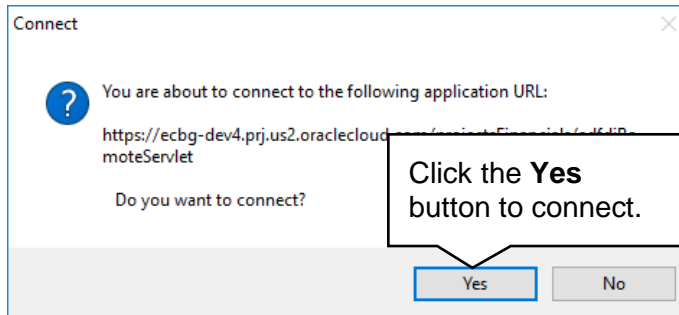 Connect
You are about to connect to the following application URL:
https://ecbg-dev4.prj.us2.oraclecloud
moteServlet
Do you want to connect?
Click the Yes
button to connect.
Yes
No